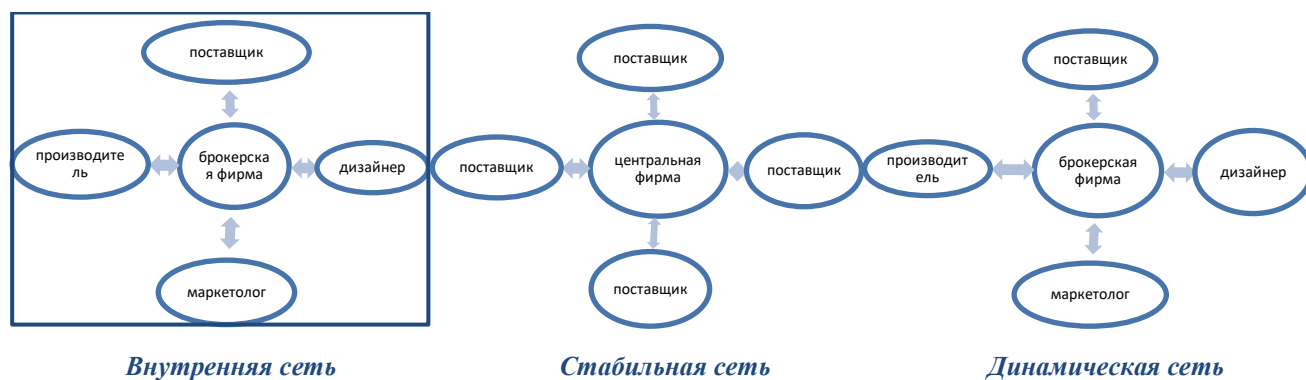 поставщик
производите
ль
брокерска
я фирма
дизайнер
маркетолог
Внутренняя сеть
поставщик
поставщик
центральная
фирма
поставщик
поставщик
Стабильная сеть
поставщик
производит
ель
брокерская
фирма
дизайнер
маркетолог
Динамическая сеть